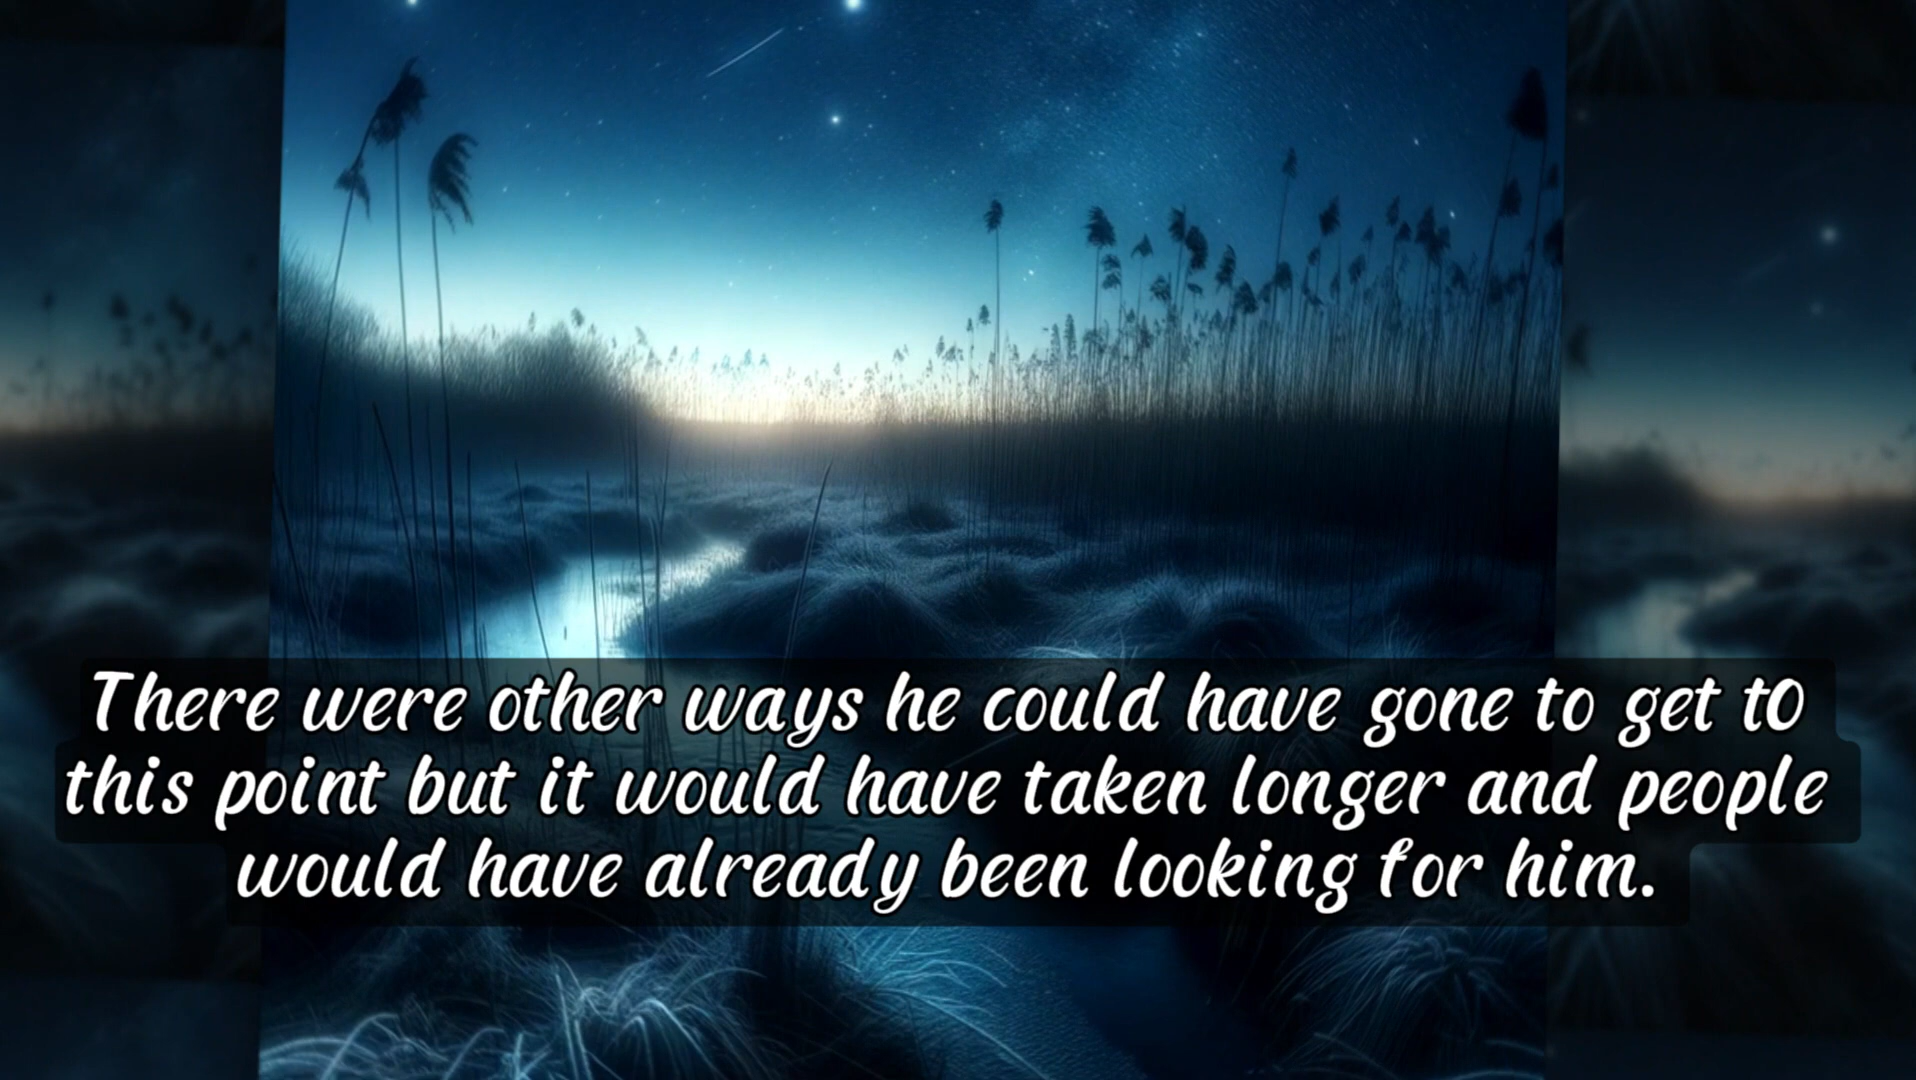 There were other ways he could have gone to get t0
this point but it would have taken longer and people
would have already been looking for him.